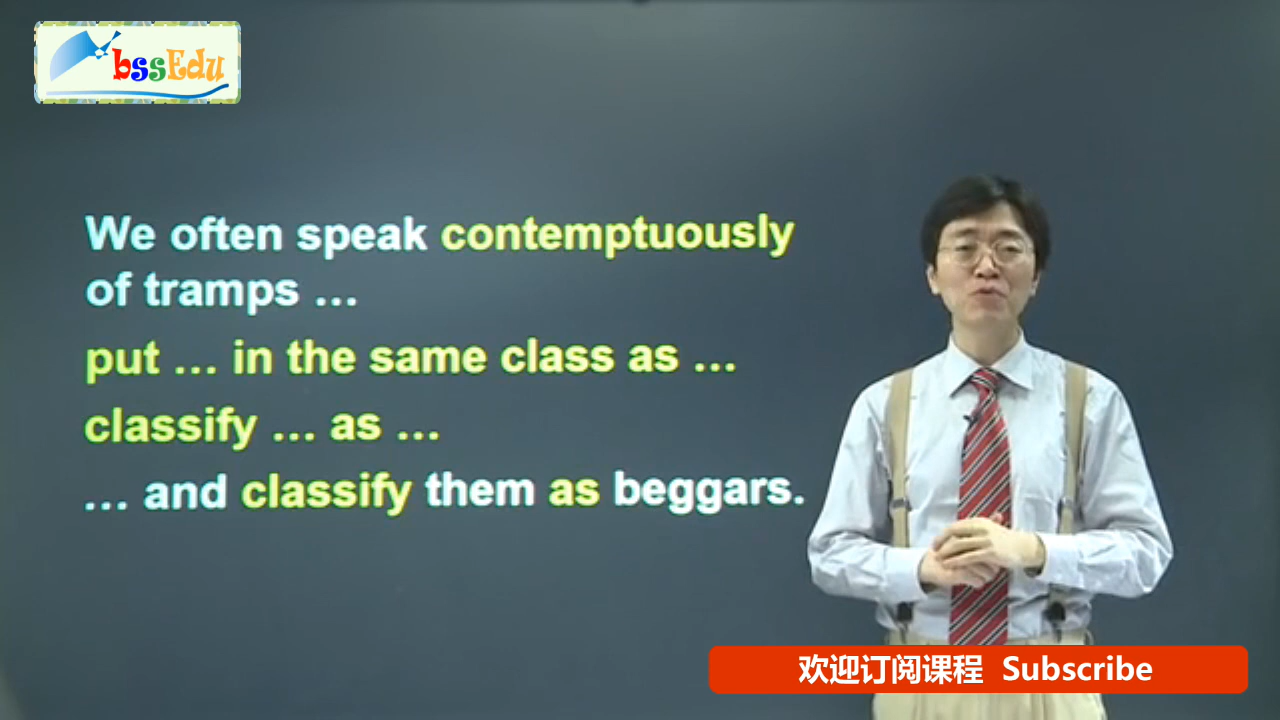 bssEdu
We often speak contemptuously
of tramps …
put … in the same class as …
classify … as …
… and classify them as beggars.
欢迎订阅课程 Subscribe